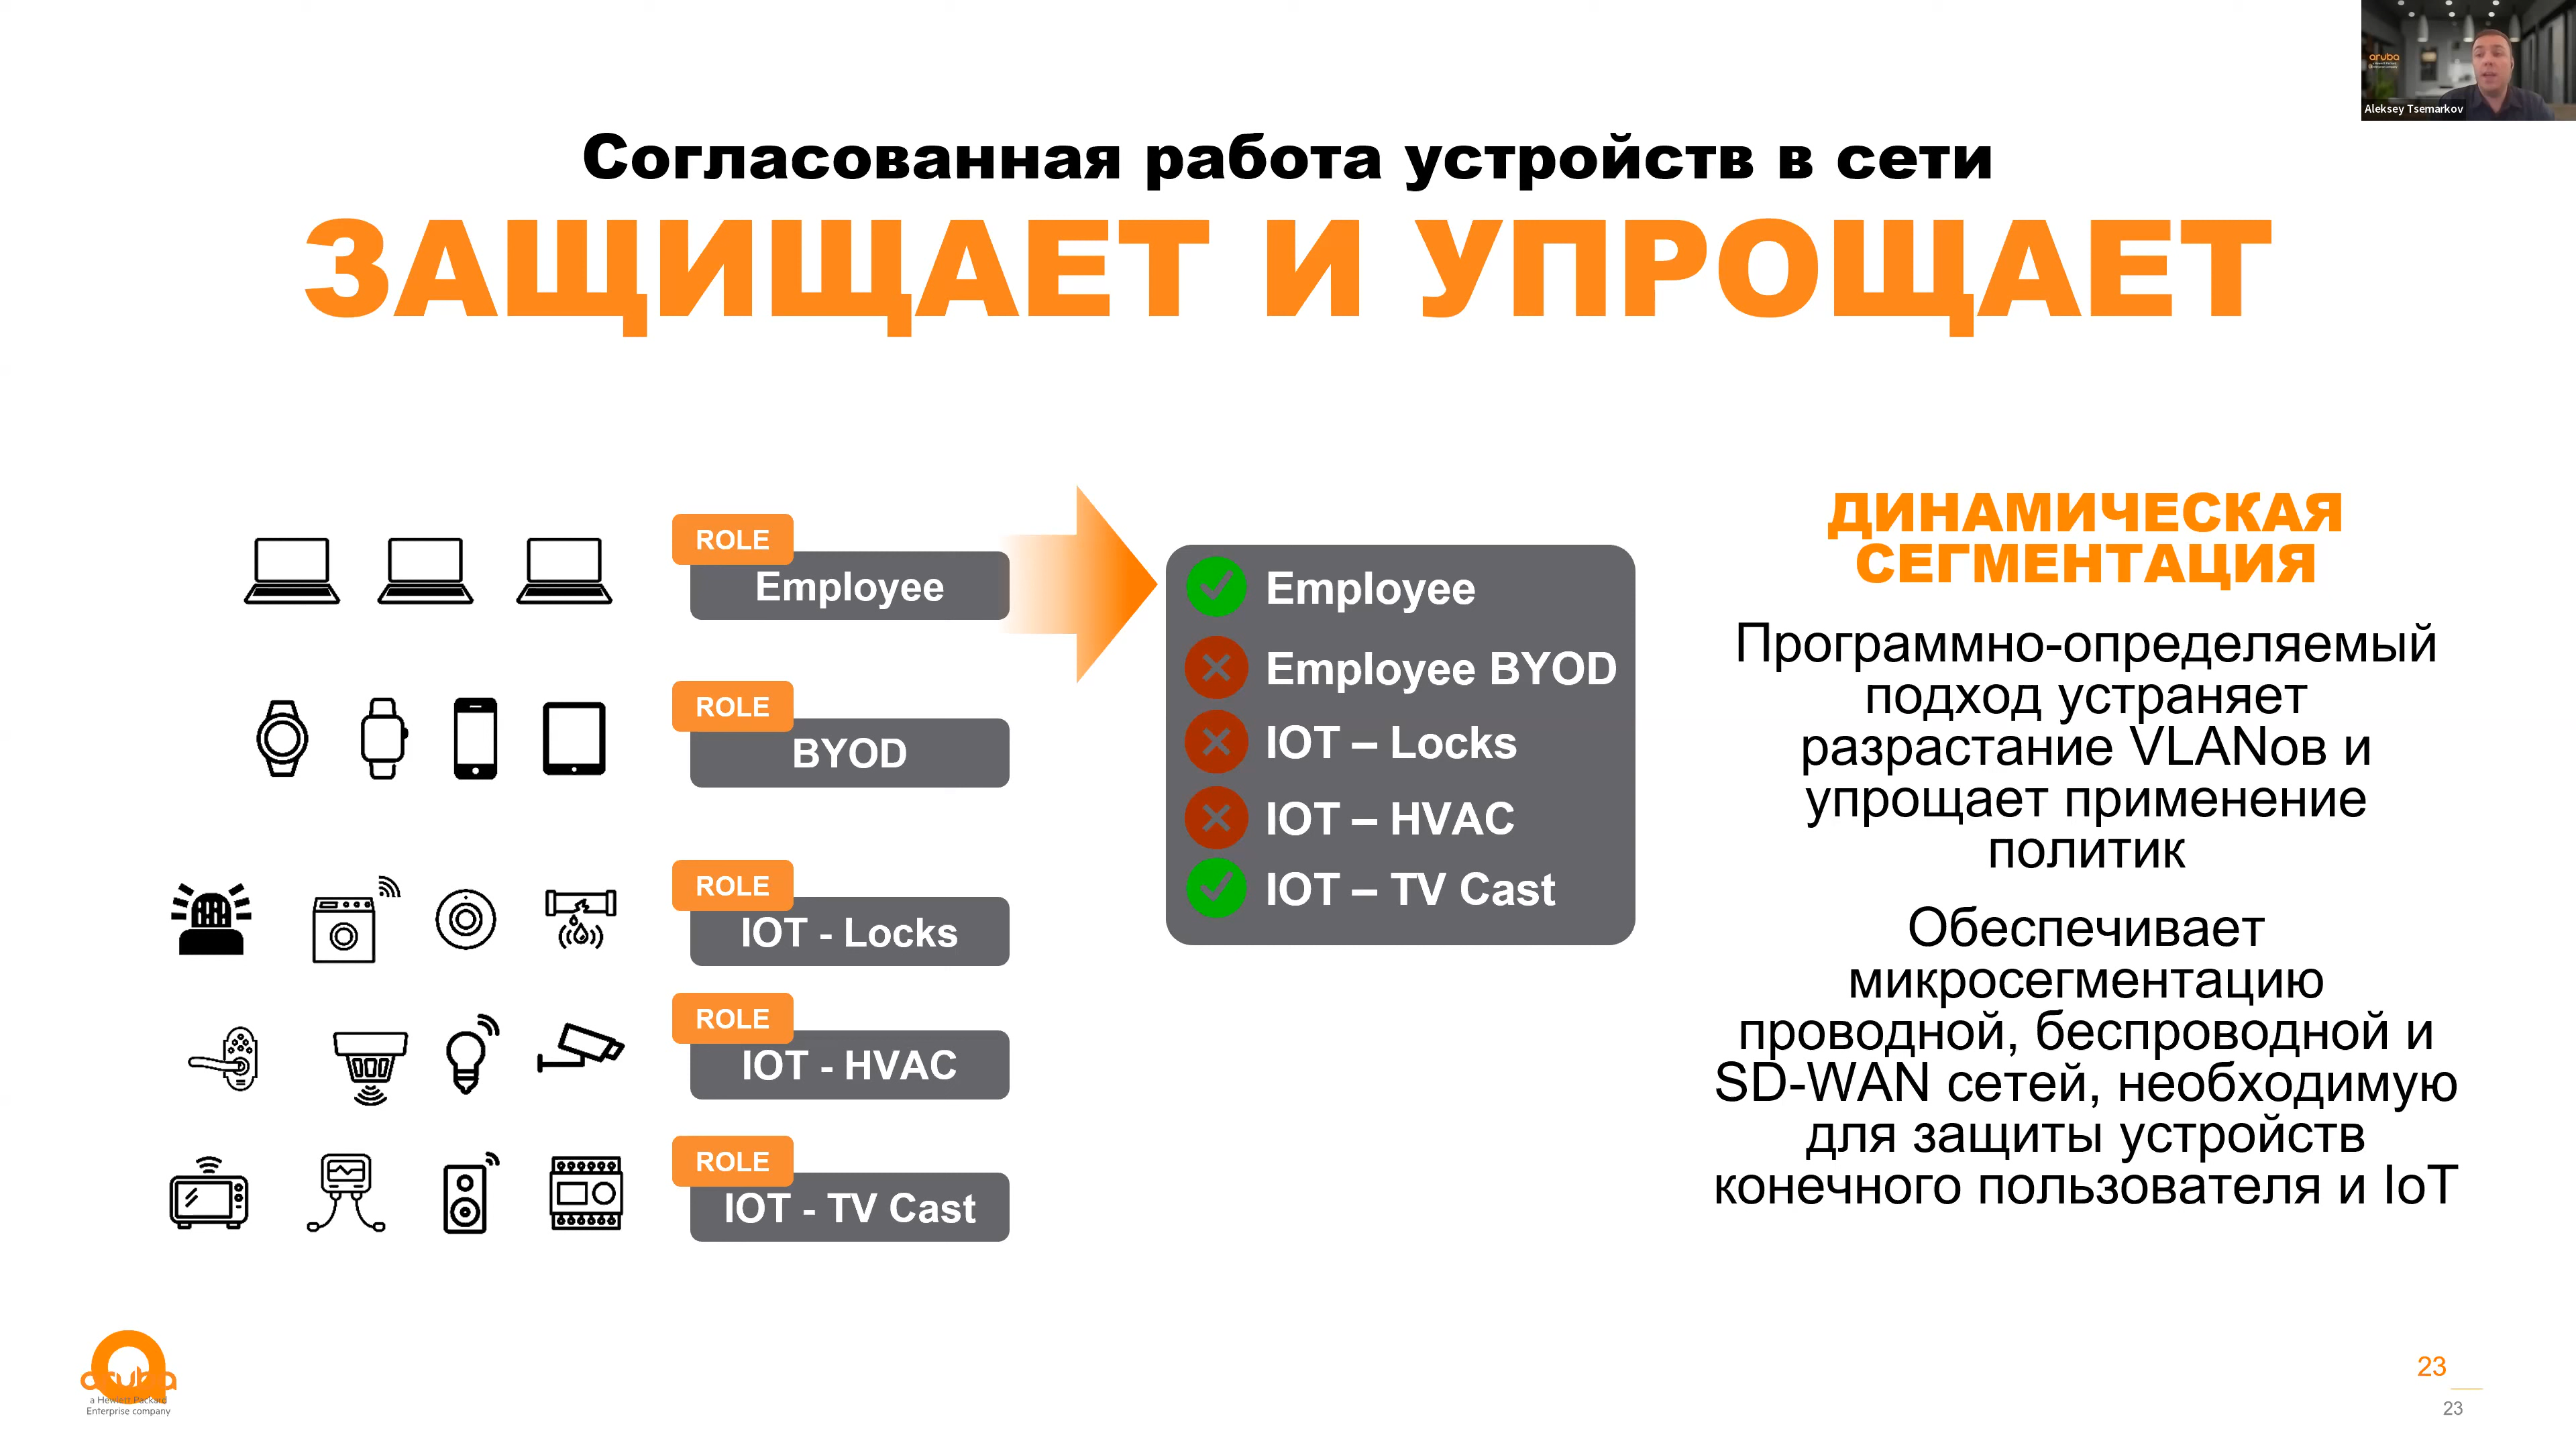 aruba
Aleksey Tsemarkov
Согласованная работа устройств в сети
ЗАЩИЩАЕТ И УПРОЩАЕТ
ROLE
Employee
ROLE
BYOD
ROLE
IOT - Locks
ROLE
IOT - HVAC
ROLE
IOT - TV Cast
Employee
Employee BYOD
IOT – Locks
IOT – HVAC
IOT – TV Cast
ДИНАМИЧЕСКАЯ
СЕГМЕНТАЦИЯ
Программно-определяемый
подход устраняет
разрастание VLANов и
упрощает применение
политик
Обеспечивает
микросегментацию
проводной, беспроводной и
SD-WAN сетей, необходимую
для защиты устройств
конечного пользователя и IoT
aruba
a Hewlett Packard
Enterprise company
23
23